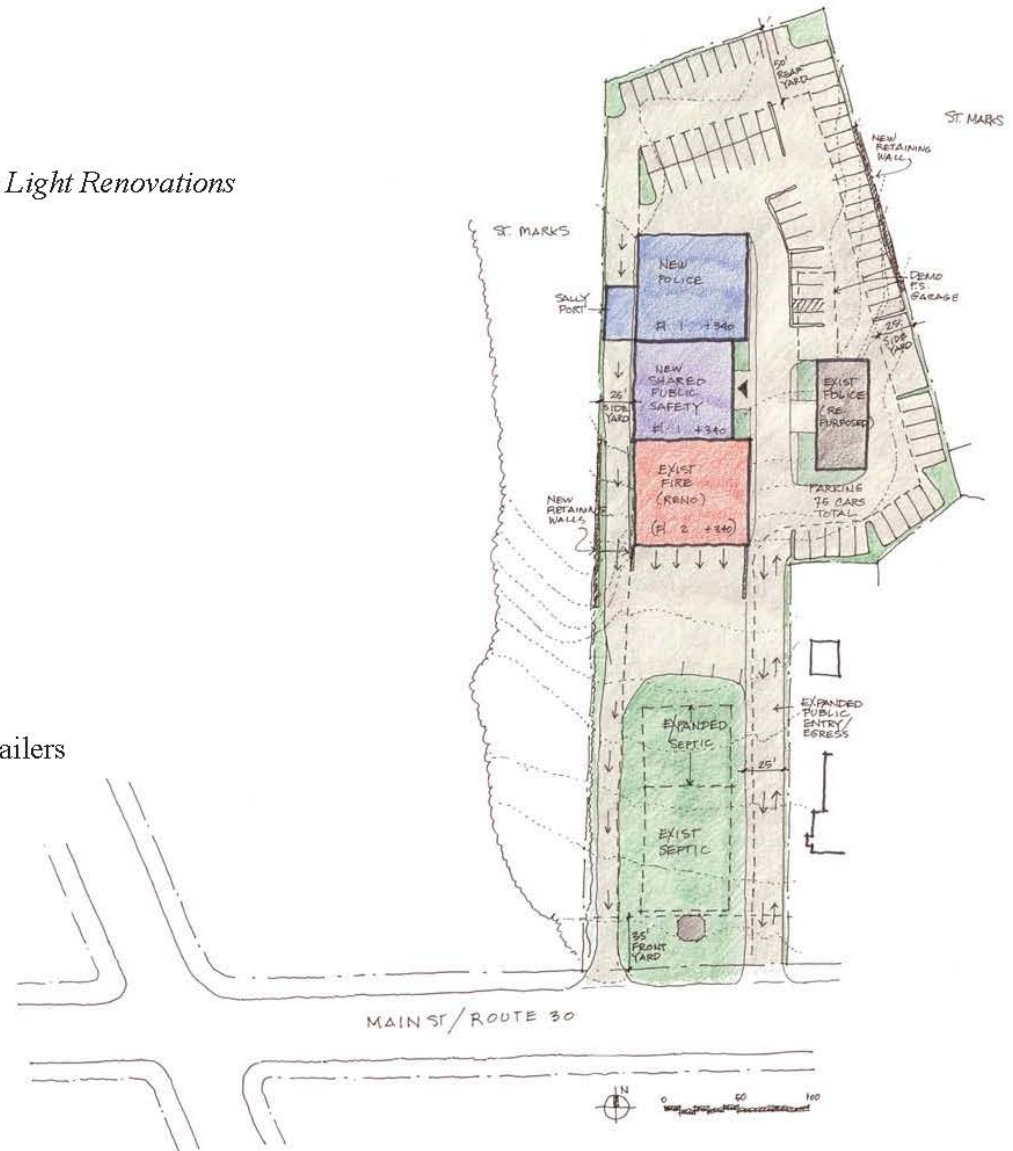 Light Renovations
ailers
50'
REAR
YARD
ST. MARKS
NEW
RETAINING
WALL
ST. MARKS
NEW
POLICE
Fl 1 +340
SALLY
PORT
DEMO
P.S.
GARAGE
25'
SIDE
YARD
NEW
SHARED
PUBLIC
SAFETY
Fl 1 +340
25'
SIDE
YARD
EXIST
POLICE
(RE-
PURPOSED)
EXIST
FIRE
(RENO)
(Fl 2 +340)
PARKING
75 CARS
TOTAL
NEW
RETAINING
WALLS
EXPANDED
SEPTIC
EXPANDED
PUBLIC
ENTRY/
EGRESS
25'
EXIST
SEPTIC
35'
FRONT
YARD
MAIN ST/ROUTE 30
N
0 50 100